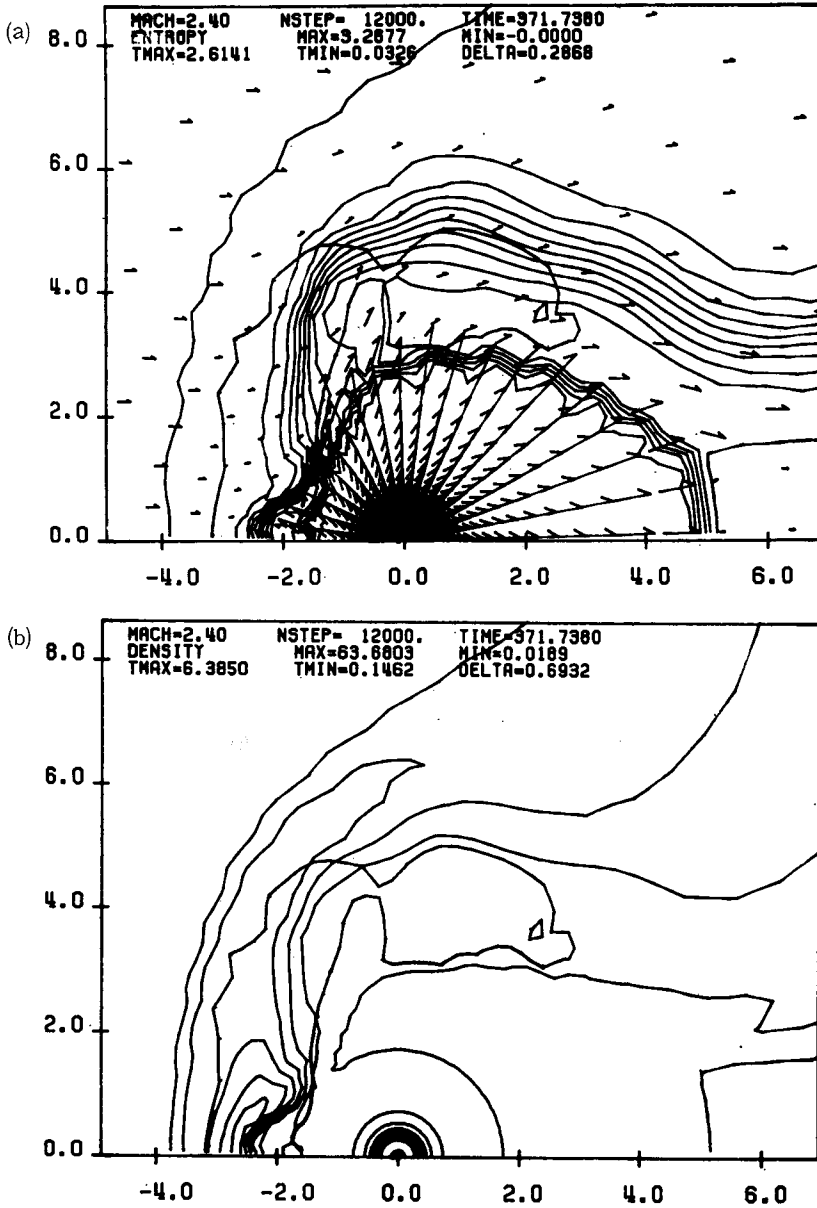 (a)
MACH=2.40 NSTEP= 12000. TIME=371.7380
ENTROPY MAX=3.2877 MIN=-0.0000
TMAX=2.6141 TMIN=0.0326 DELTA=0.2868
8.0
6.0
4.0
2.0
0.0
-4.0 -2.0 0.0 2.0 4.0 6.0
(b)
MACH=2.40 NSTEP= 12000. TIME=371.7380
DENSITY MAX=63.6803 MIN=0.0189
TMAX=6.3850 TMIN=0.1462 DELTA=0.6932
8.0
6.0
4.0
2.0
0.0
-4.0 -2.0 0.0 2.0 4.0 6.0